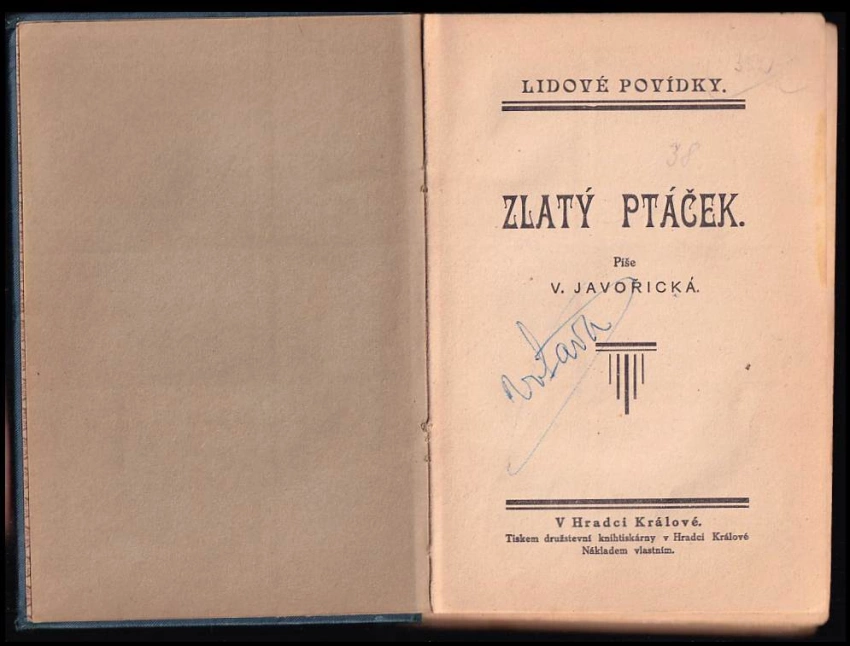 LIDOVÉ POVÍDKY.
38
ZLATÝ PTÁČEK.
Píše
V. JAVOŘICKÁ.
V Hradci Králové.
Tiskem družstevní knihtiskárny v Hradci Králové
Nákladem vlastním.